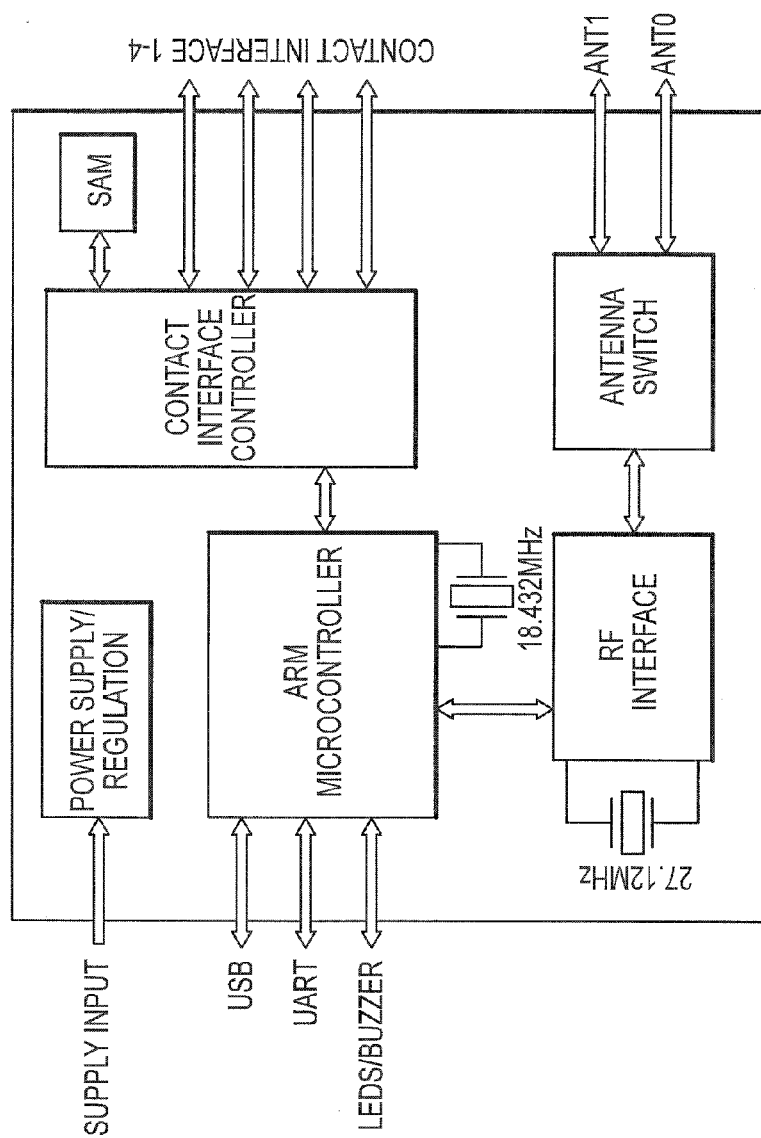 SUPPLY INPUT
POWER SUPPLY/
REGULATION
SAM
CONTACT
INTERFACE
CONTROLLER
CONTACT INTERFACE 1-4
USB
UART
LEDS/BUZZER
ARM
MICROCONTROLLER
18.432MHz
27.12MHz
RF
INTERFACE
ANTENNA
SWITCH
ANT1
ANT0